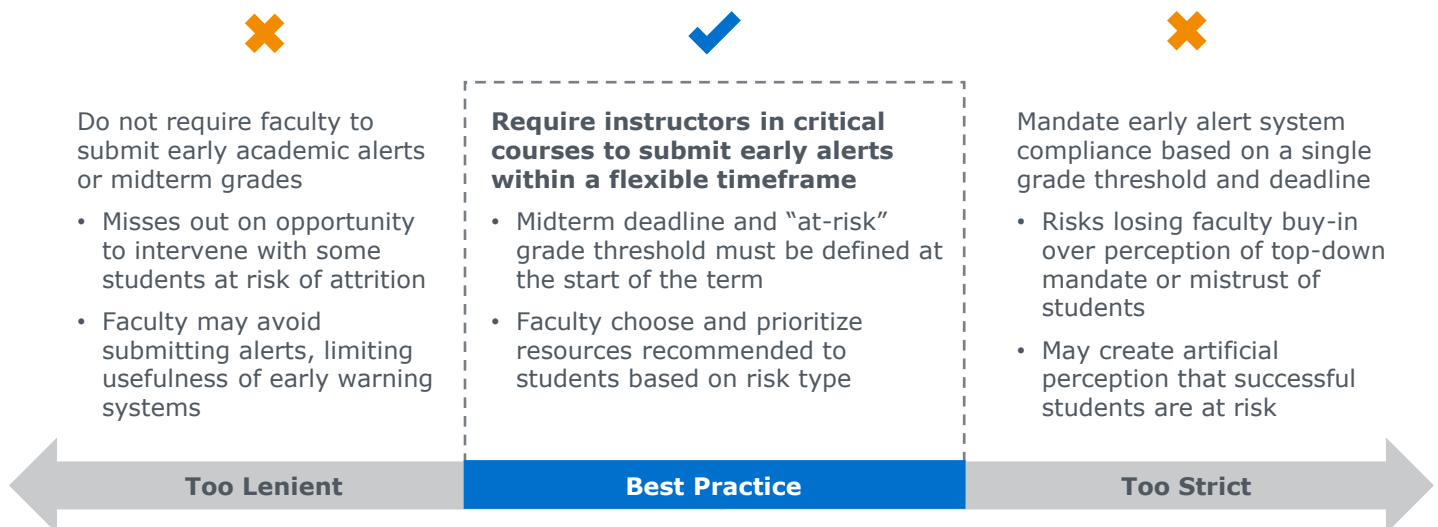 Do not require faculty to
submit early academic alerts
or midterm grades
• Misses out on opportunity
to intervene with some
students at risk of attrition
• Faculty may avoid
submitting alerts, limiting
usefulness of early warning
systems
Require instructors in critical
courses to submit early alerts
within a flexible timeframe
• Midterm deadline and “at-risk”
grade threshold must be defined at
the start of the term
• Faculty choose and prioritize
resources recommended to
students based on risk type
Mandate early alert system
compliance based on a single
grade threshold and deadline
• Risks losing faculty buy-in
over perception of top-down
mandate or mistrust of
students
• May create artificial
perception that successful
students are at risk
Too Lenient
Best Practice
Too Strict